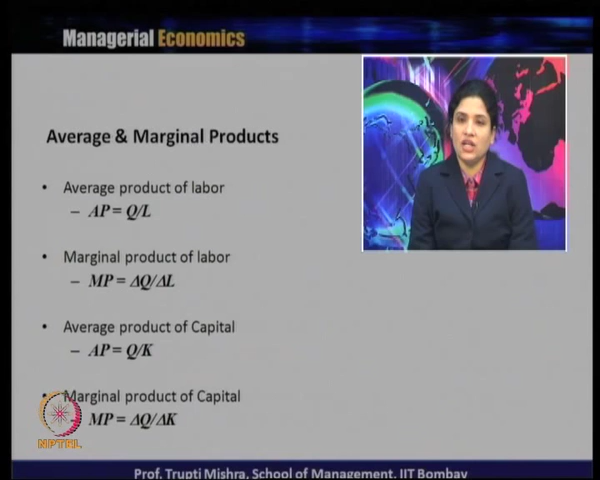 Managerial Economics
Average & Marginal Products
• Average product of labor
– AP = Q/L
• Marginal product of labor
– MP = ΔQ/ΔL
• Average product of Capital
– AP = Q/K
• Marginal product of Capital
– MP = ΔQ/ΔK
NPTEL
Prof. Trupti Mishra, School of Management, IIT Bombay